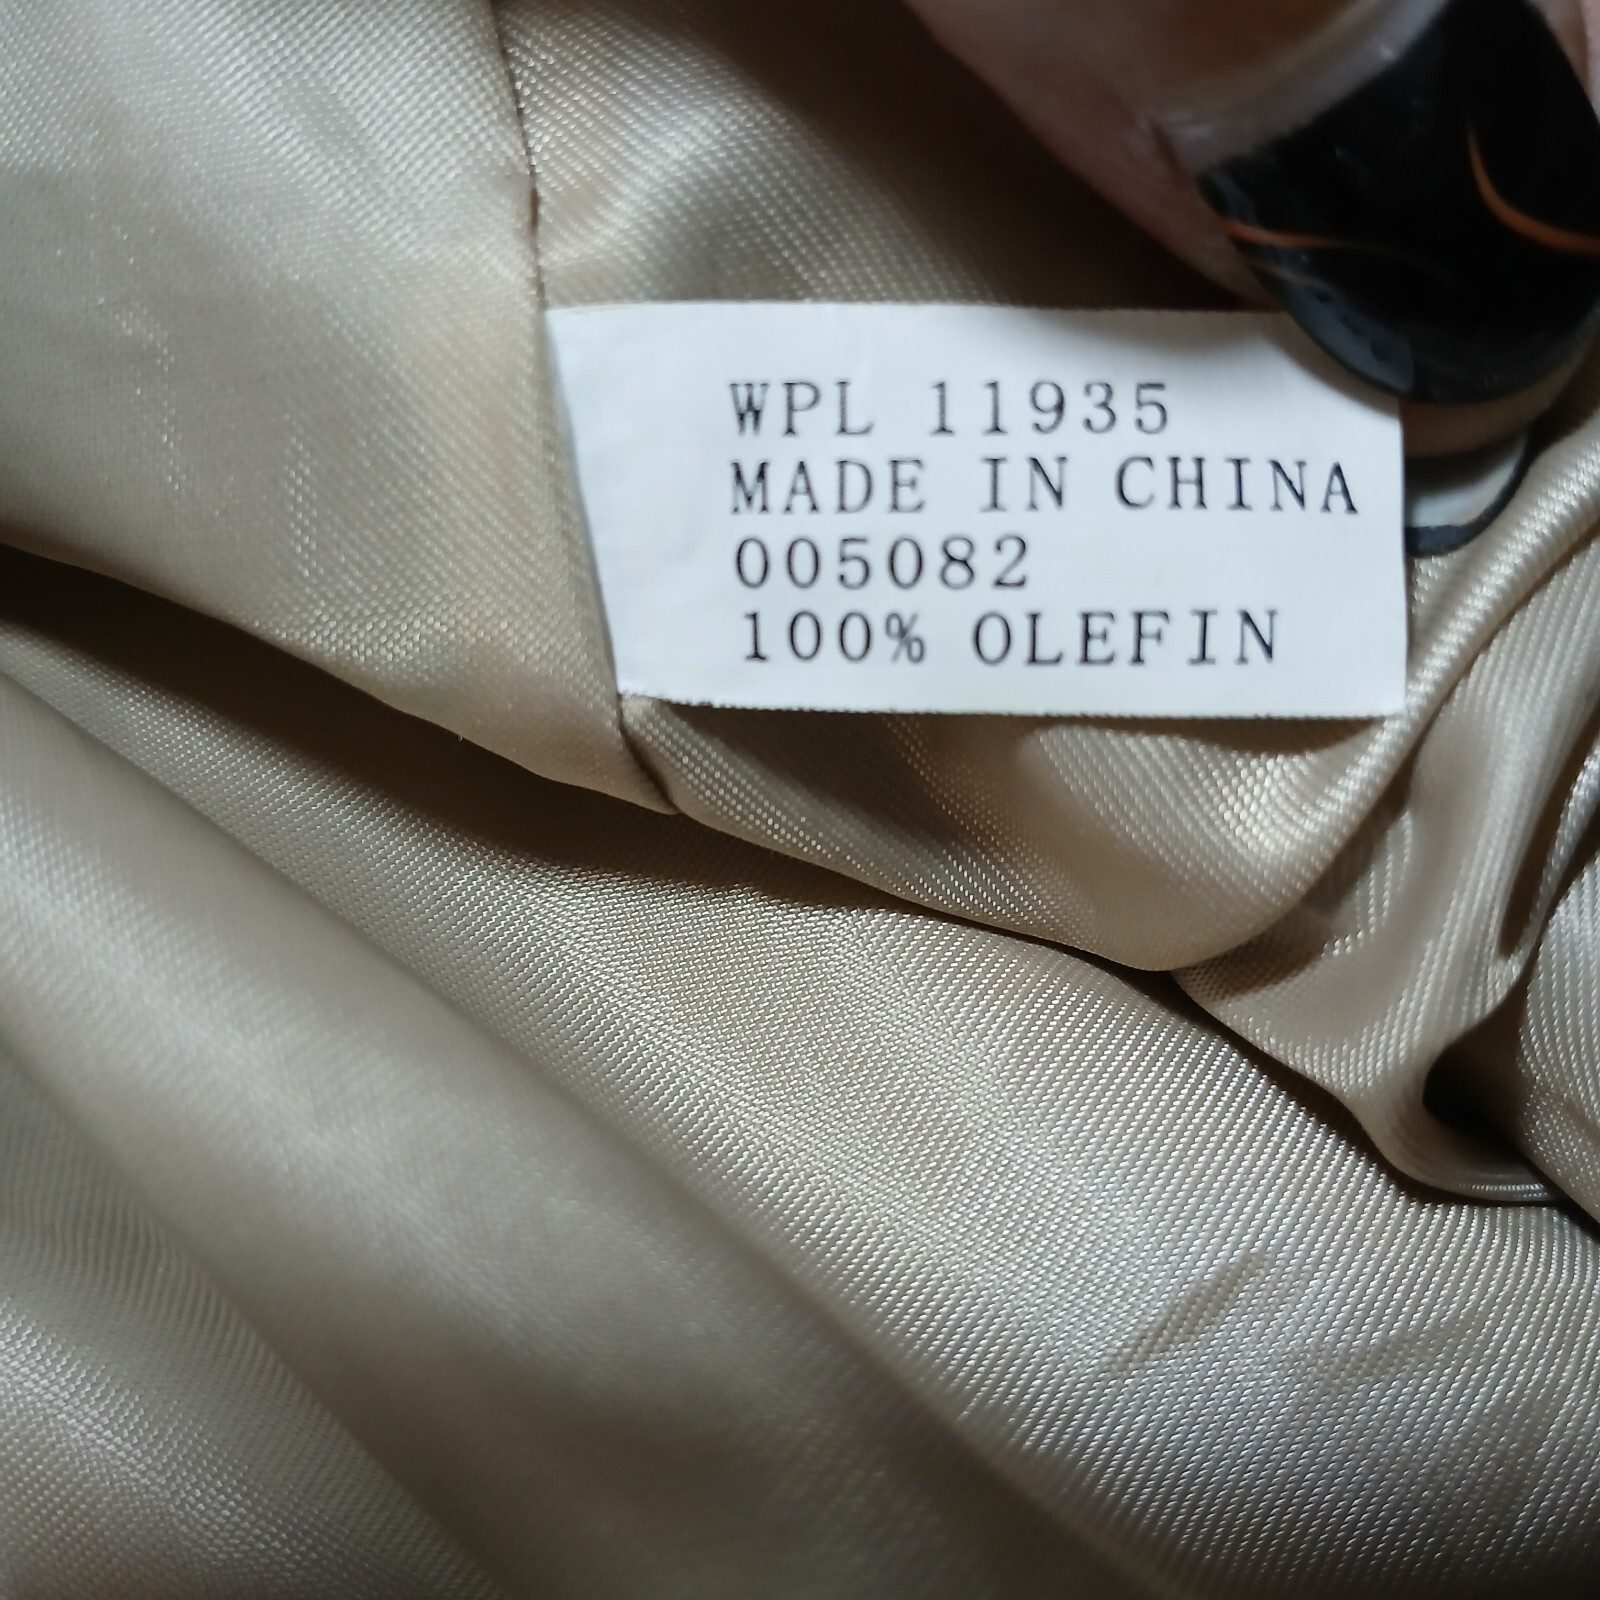 WPL 11935
MADE IN CHINA
005082
100% OLEFIN